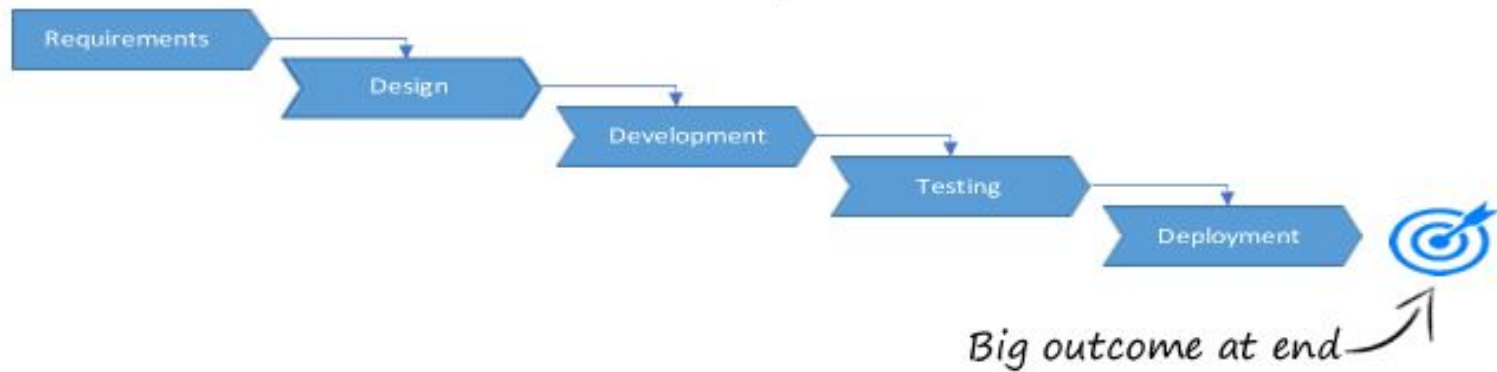 Requirements
Design
Development
Testing
Deployment
Big outcome at end